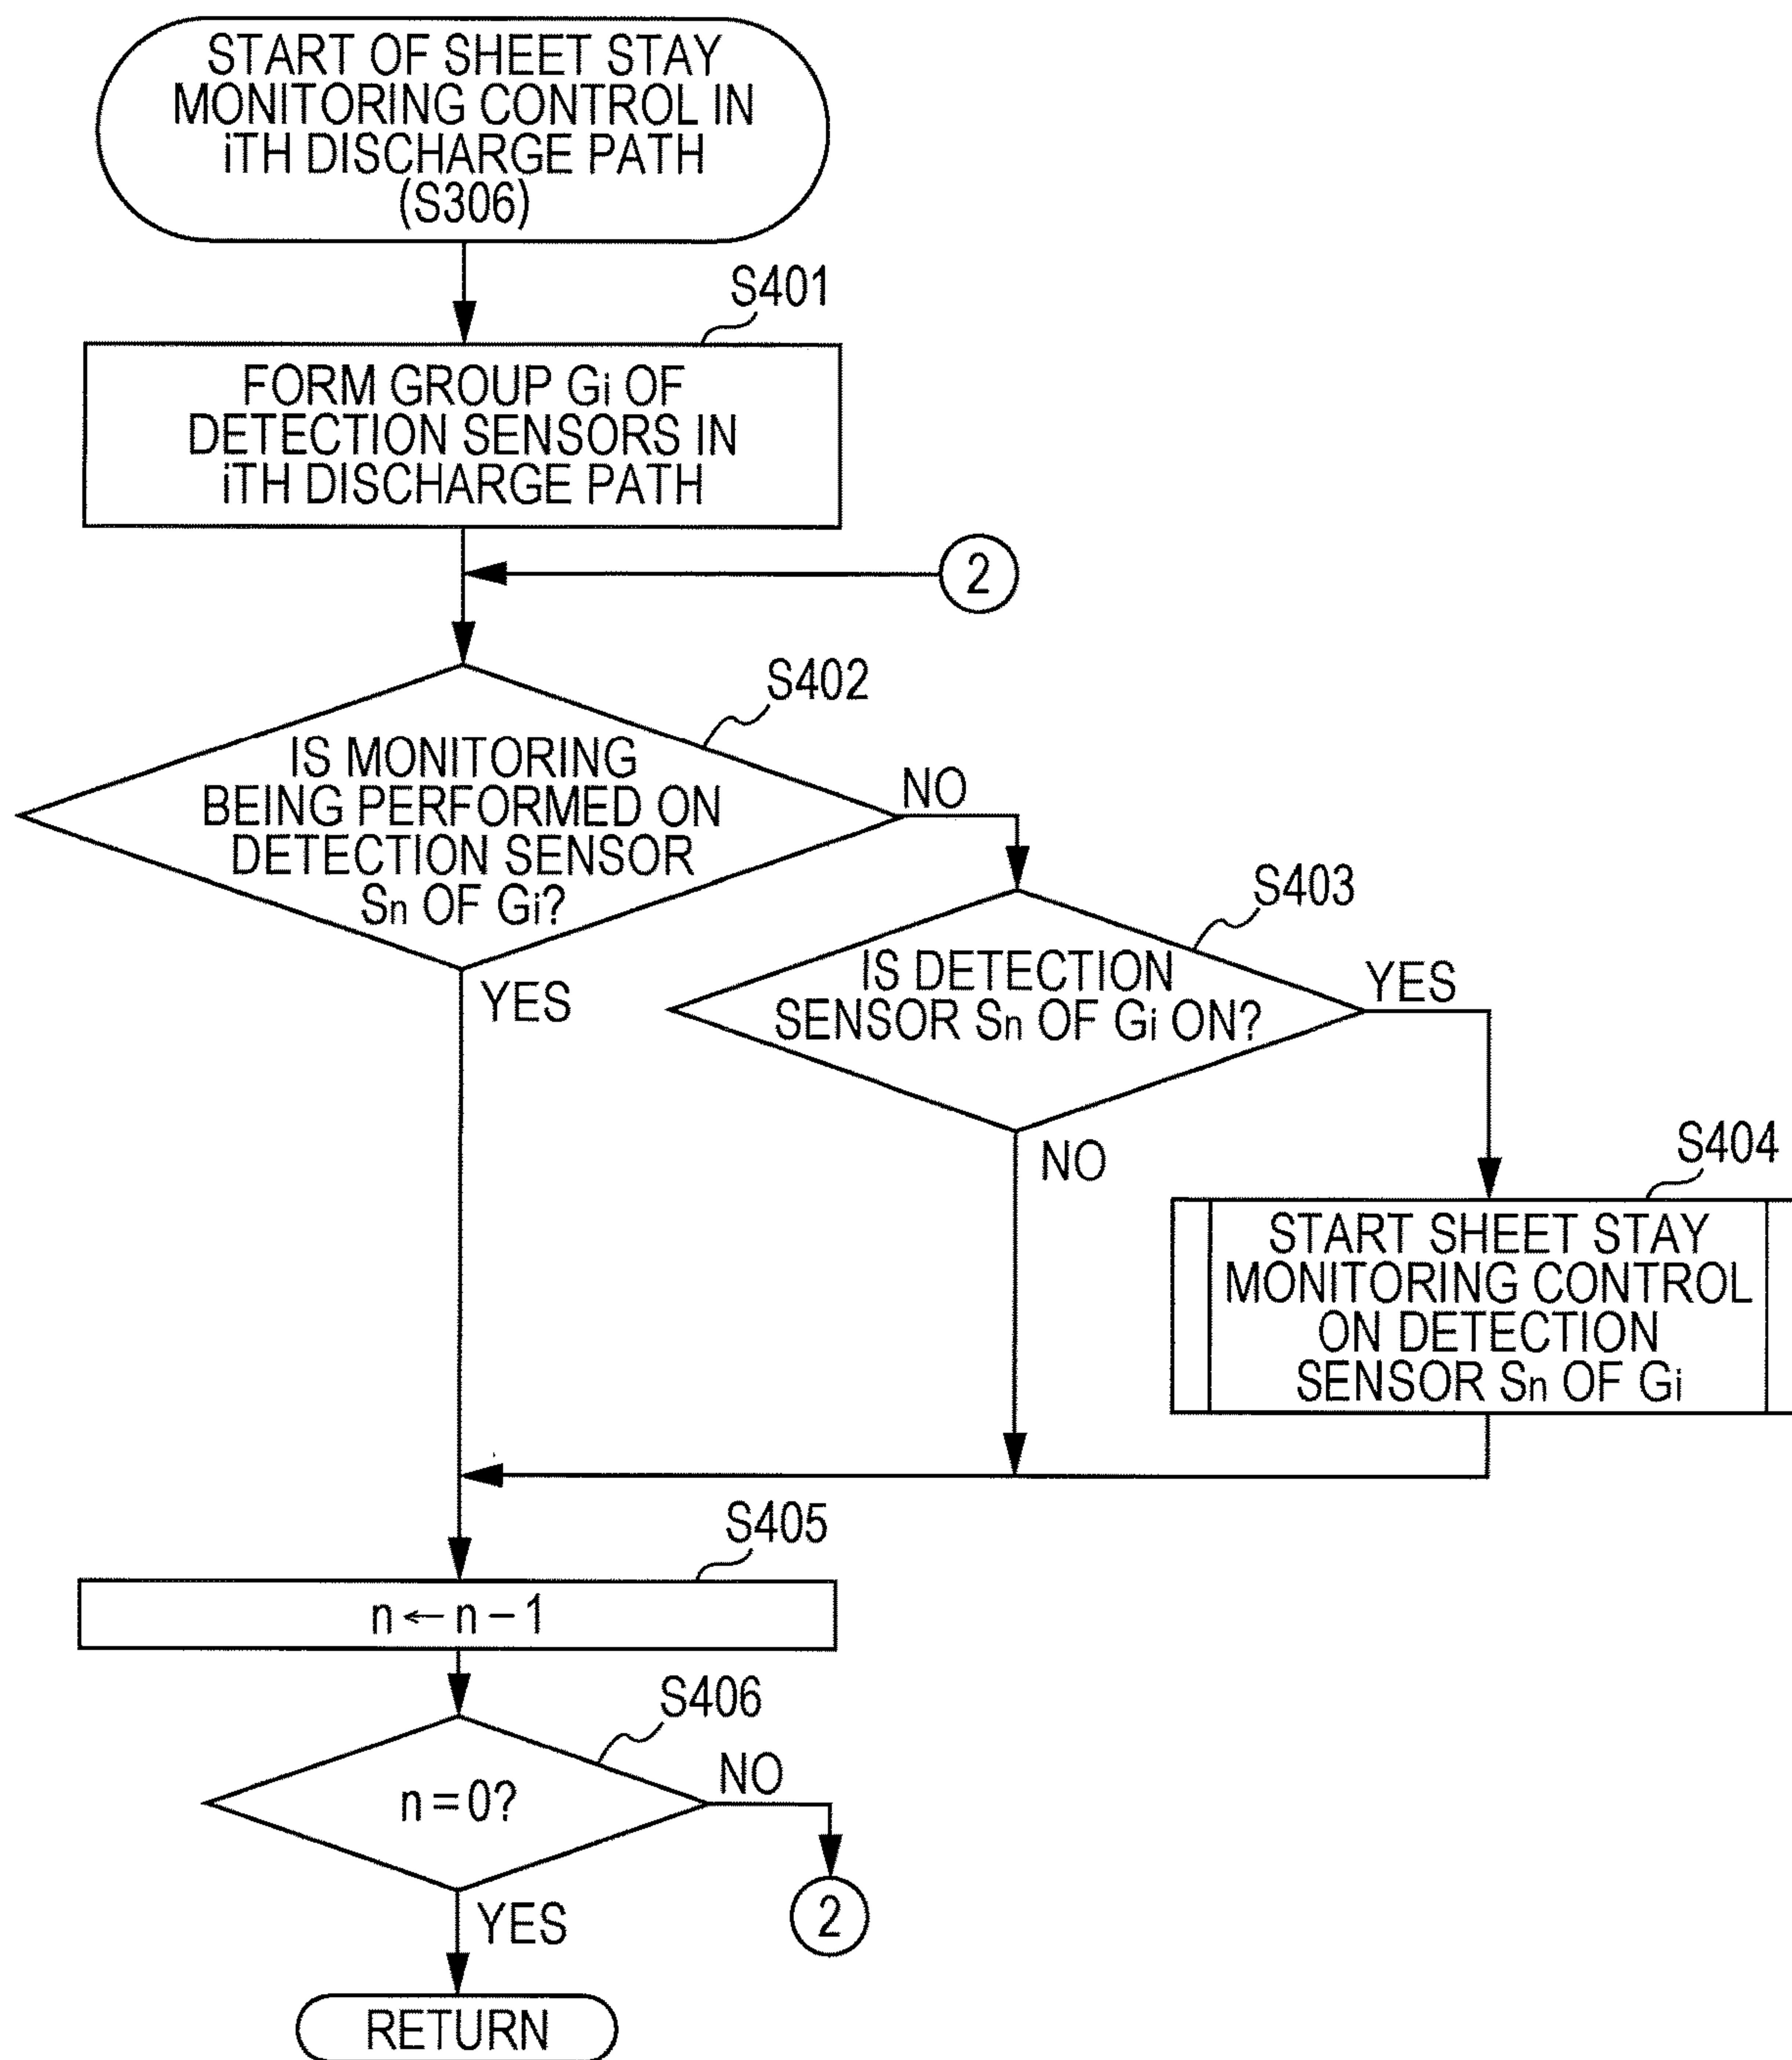 START OF SHEET STAY
MONITORING CONTROL IN
iTH DISCHARGE PATH
(S306)
S401
FORM GROUP Gi OF
DETECTION SENSORS IN
iTH DISCHARGE PATH
2
S402
IS MONITORING
BEING PERFORMED ON
DETECTION SENSOR
Sn OF Gi?
NO
YES
S403
IS DETECTION
SENSOR Sn OF Gi ON?
YES
NO
S404
START SHEET STAY
MONITORING CONTROL
ON DETECTION
SENSOR Sn OF Gi
S405
n ← n − 1
S406
n = 0?
NO
2
YES
RETURN